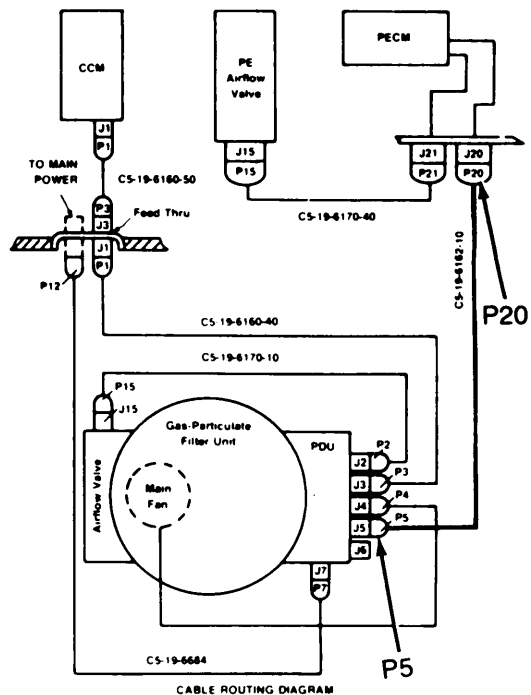 CCM
PE
Airflow
Valve
PECM
J1
P1
J15
P15
J21
P21
J20
P20
TO MAIN
POWER
C5-19-6160-50
P3
J3
Feed Thru
J1
P1
P12
C5-19-6170-40
C5-19-6162-10
P20
C5-19-6160-40
C5-19-6170-10
P15
J15
Gas-Particulate
Filter Unit
PDU
Airflow Valve
Main
Fan
P2
J2
P3
J3
P4
J4
P5
J5
J6
J7
P7
P5
C5-19-6684
CABLE ROUTING DIAGRAM